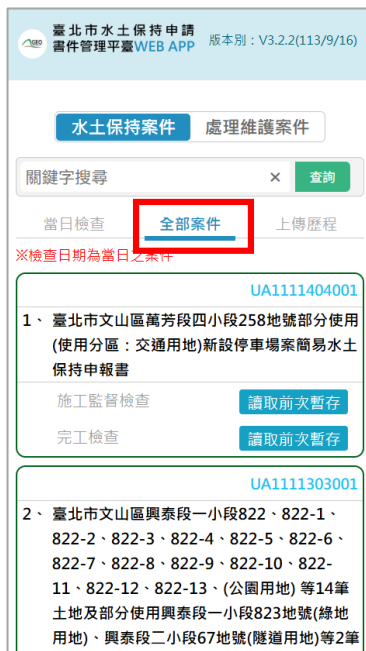 臺北市水土保持申請
書件管理平臺WEB APP
版本別：V3.2.2(113/9/16)
GEO
水土保持案件
處理維護案件
關鍵字搜尋
×
查詢
當日檢查
全部案件
上傳歷程
※檢查日期為當日之案件
UA1111404001
1、 臺北市文山區萬芳段四小段258地號部分使用
(使用分區：交通用地)新設停車場案簡易水土
保持申報書
施工監督檢查
讀取前次暫存
完工檢查
讀取前次暫存
UA1111303001
2、 臺北市文山區興泰段一小段822、822-1、
822-2、822-3、822-4、822-5、822-6、
822-7、822-8、822-9、822-10、822-
11、822-12、822-13、(公園用地) 等14筆
土地及部分使用興泰段一小段823地號(綠地
用地)、興泰段二小段67地號(隧道用地)等2筆